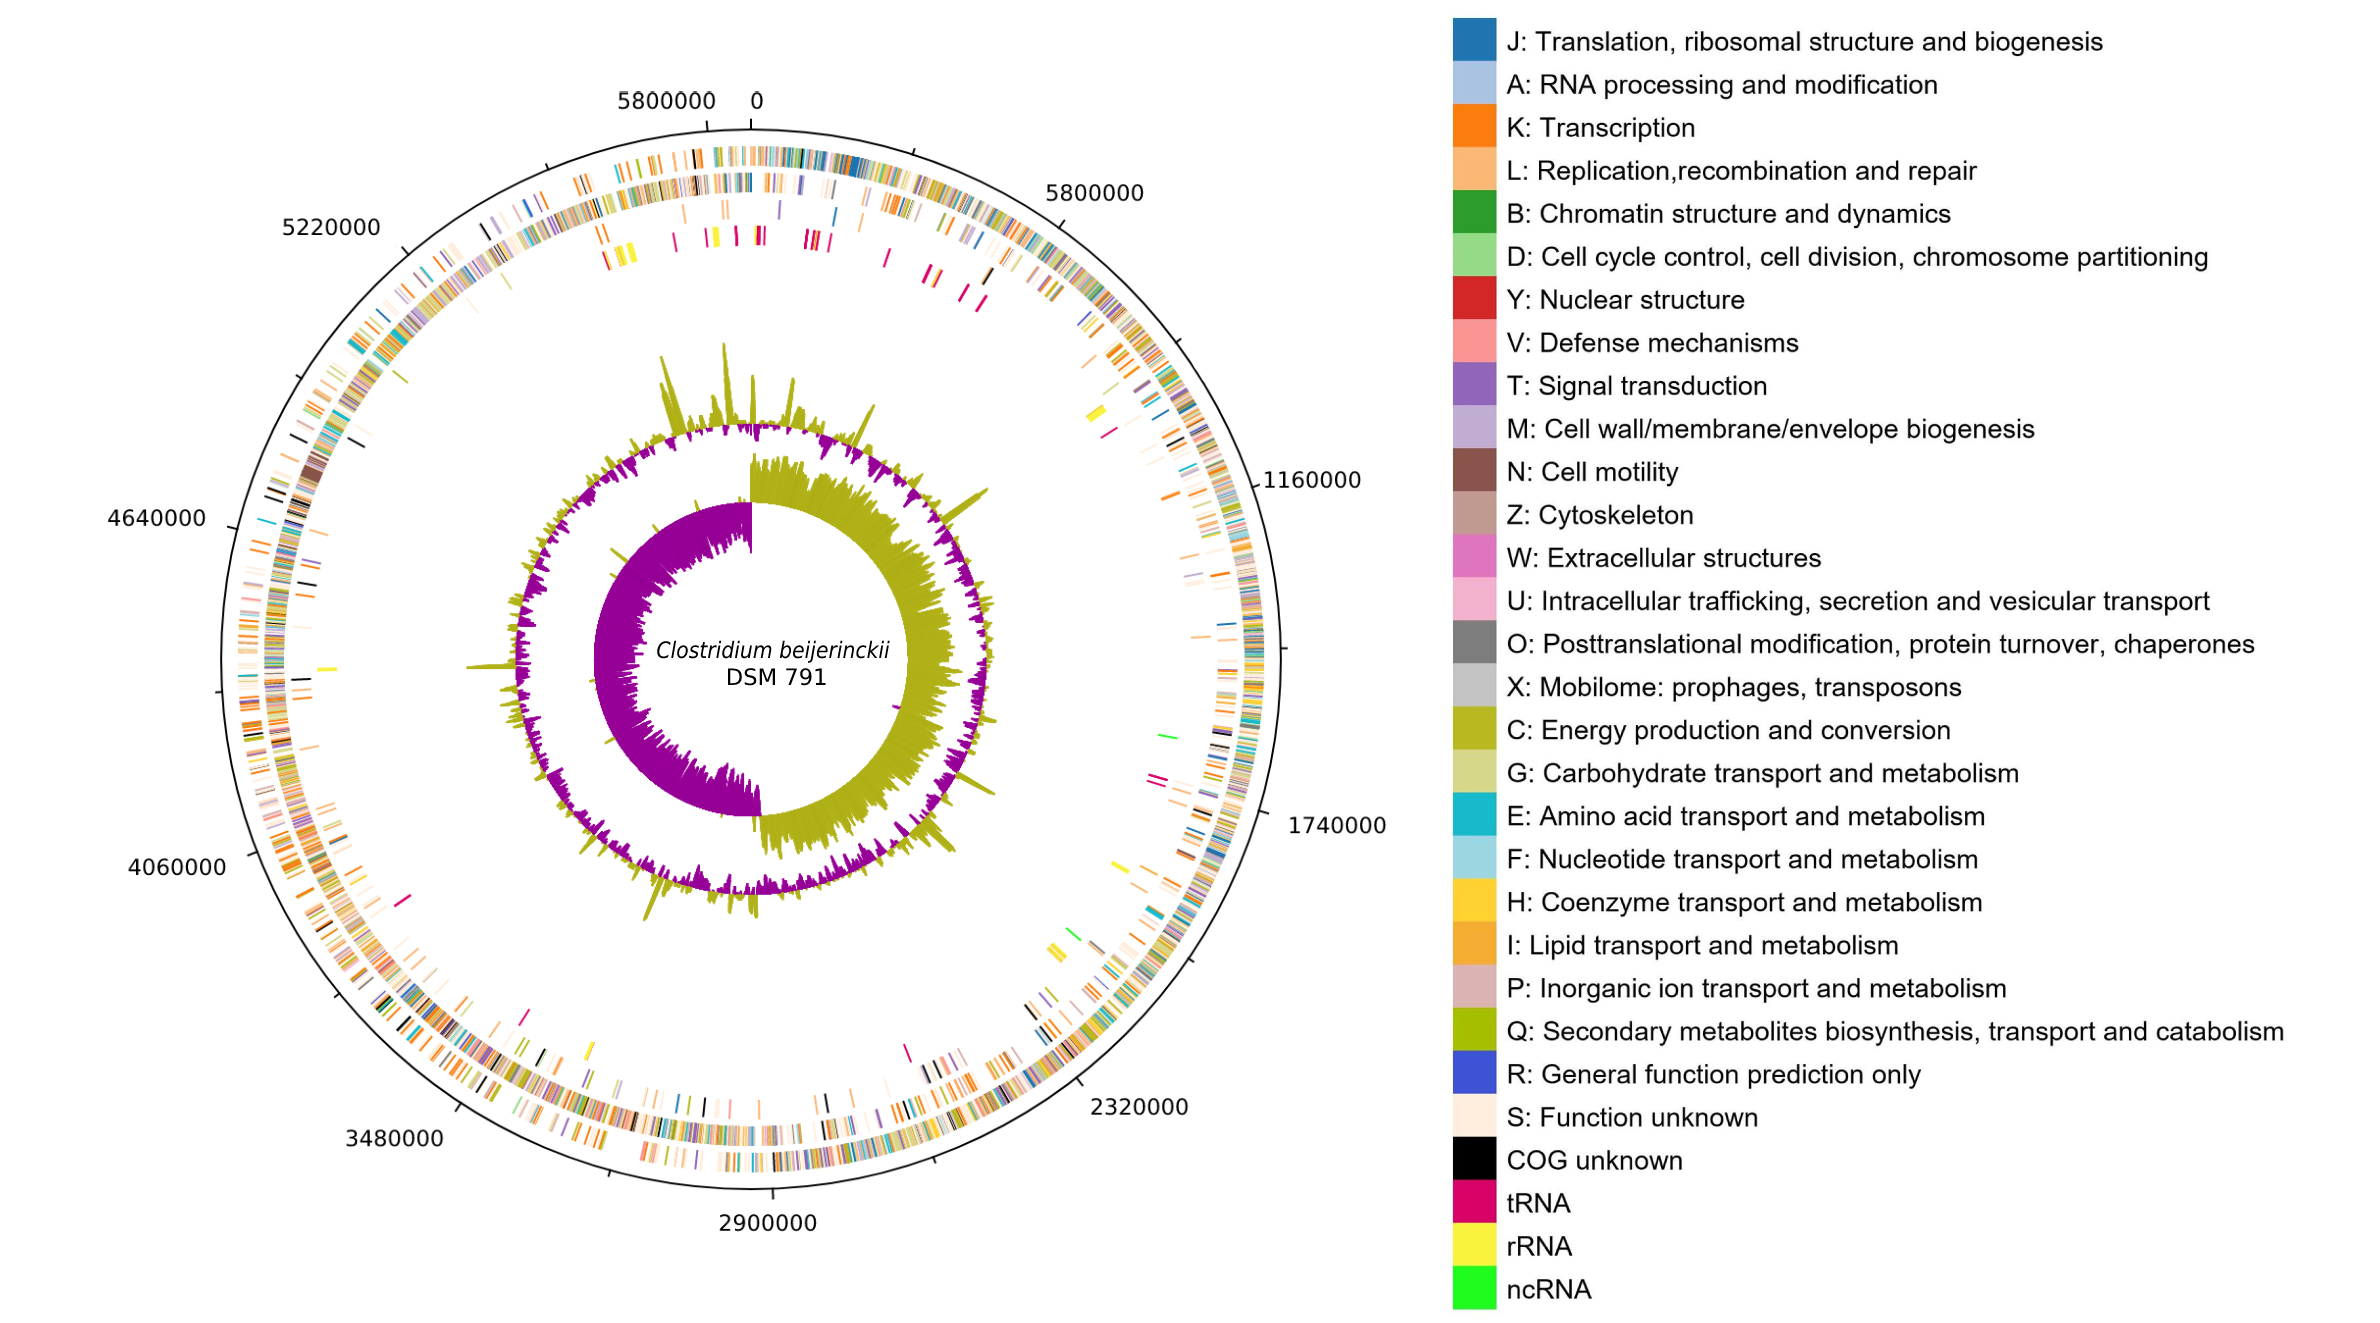 5800000 0
5800000
5220000
1160000
4640000
Clostridium beijerinckii
DSM 791
1740000
4060000
2320000
3480000
2900000
J: Translation, ribosomal structure and biogenesis
A: RNA processing and modification
K: Transcription
L: Replication,recombination and repair
B: Chromatin structure and dynamics
D: Cell cycle control, cell division, chromosome partitioning
Y: Nuclear structure
V: Defense mechanisms
T: Signal transduction
M: Cell wall/membrane/envelope biogenesis
N: Cell motility
Z: Cytoskeleton
W: Extracellular structures
U: Intracellular trafficking, secretion and vesicular transport
O: Posttranslational modification, protein turnover, chaperones
X: Mobilome: prophages, transposons
C: Energy production and conversion
G: Carbohydrate transport and metabolism
E: Amino acid transport and metabolism
F: Nucleotide transport and metabolism
H: Coenzyme transport and metabolism
I: Lipid transport and metabolism
P: Inorganic ion transport and metabolism
Q: Secondary metabolites biosynthesis, transport and catabolism
R: General function prediction only
S: Function unknown
COG unknown
tRNA
rRNA
ncRNA